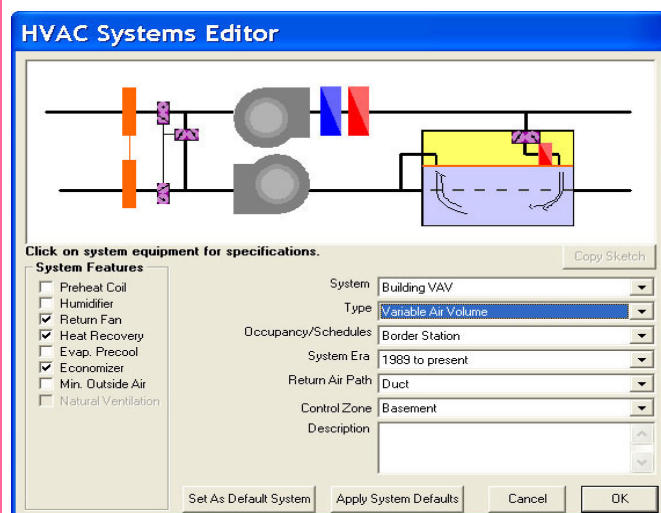 HVAC Systems Editor
Click on system equipment for specifications.
Copy Sketch
System Features
Preheat Coil
Humidifier
Return Fan
Heat Recovery
Evap. Precool
Economizer
Min. Outside Air
Natural Ventilation
System Building VAV
Type Variable Air Volume
Occupancy/Schedules Border Station
System Era 1989 to present
Return Air Path Duct
Control Zone Basement
Description
Set As Default System Apply System Defaults Cancel OK